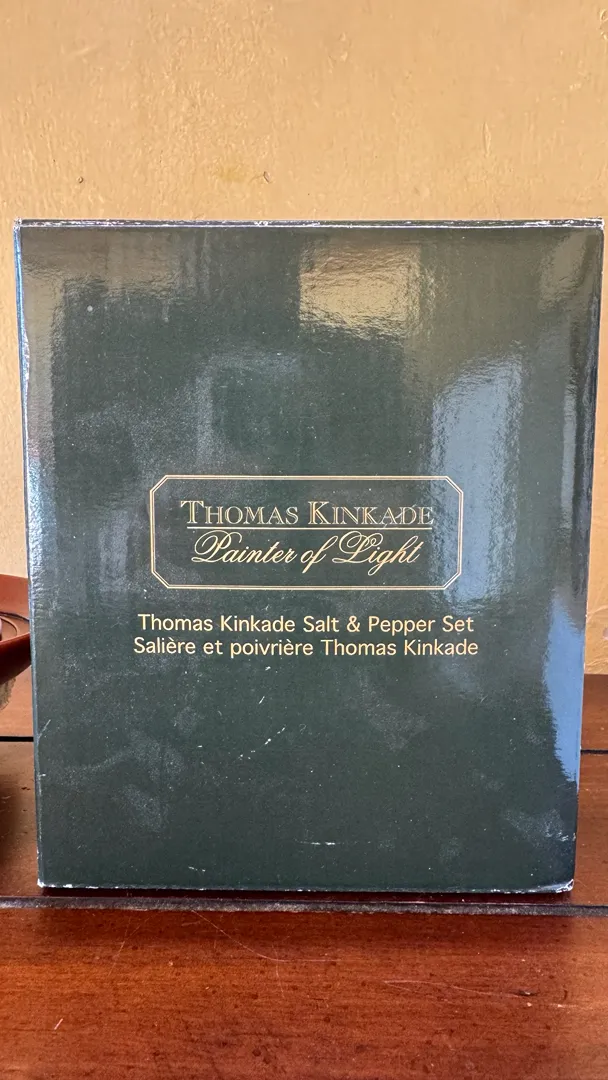 THOMAS KINKADE
Painter of Light
Thomas Kinkade Salt & Pepper Set
Salière et poivrière Thomas Kinkade